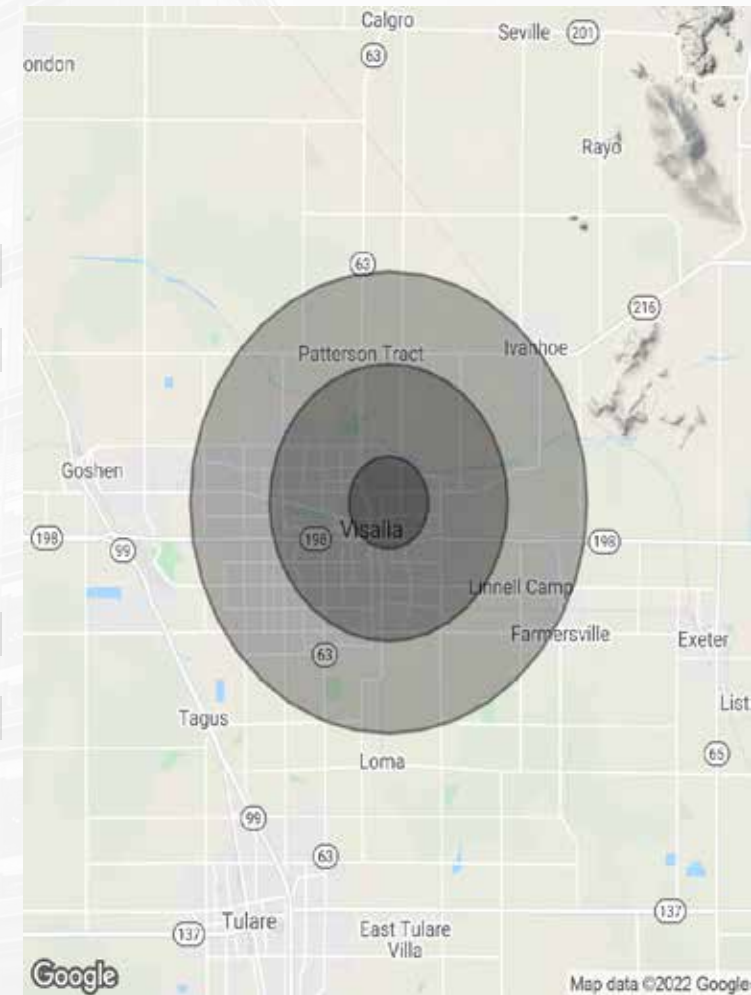 Calgro
Seville
201
63
ondon
Rayo
63
216
Patterson Tract
Ivanhoe
Goshen
198
99
198
Visalia
198
Linnell Camp
Farmersville
Exeter
63
List
Tagus
65
Loma
99
63
137
Tulare
137
East Tulare
Villa
Google
Map data ©2022 Google